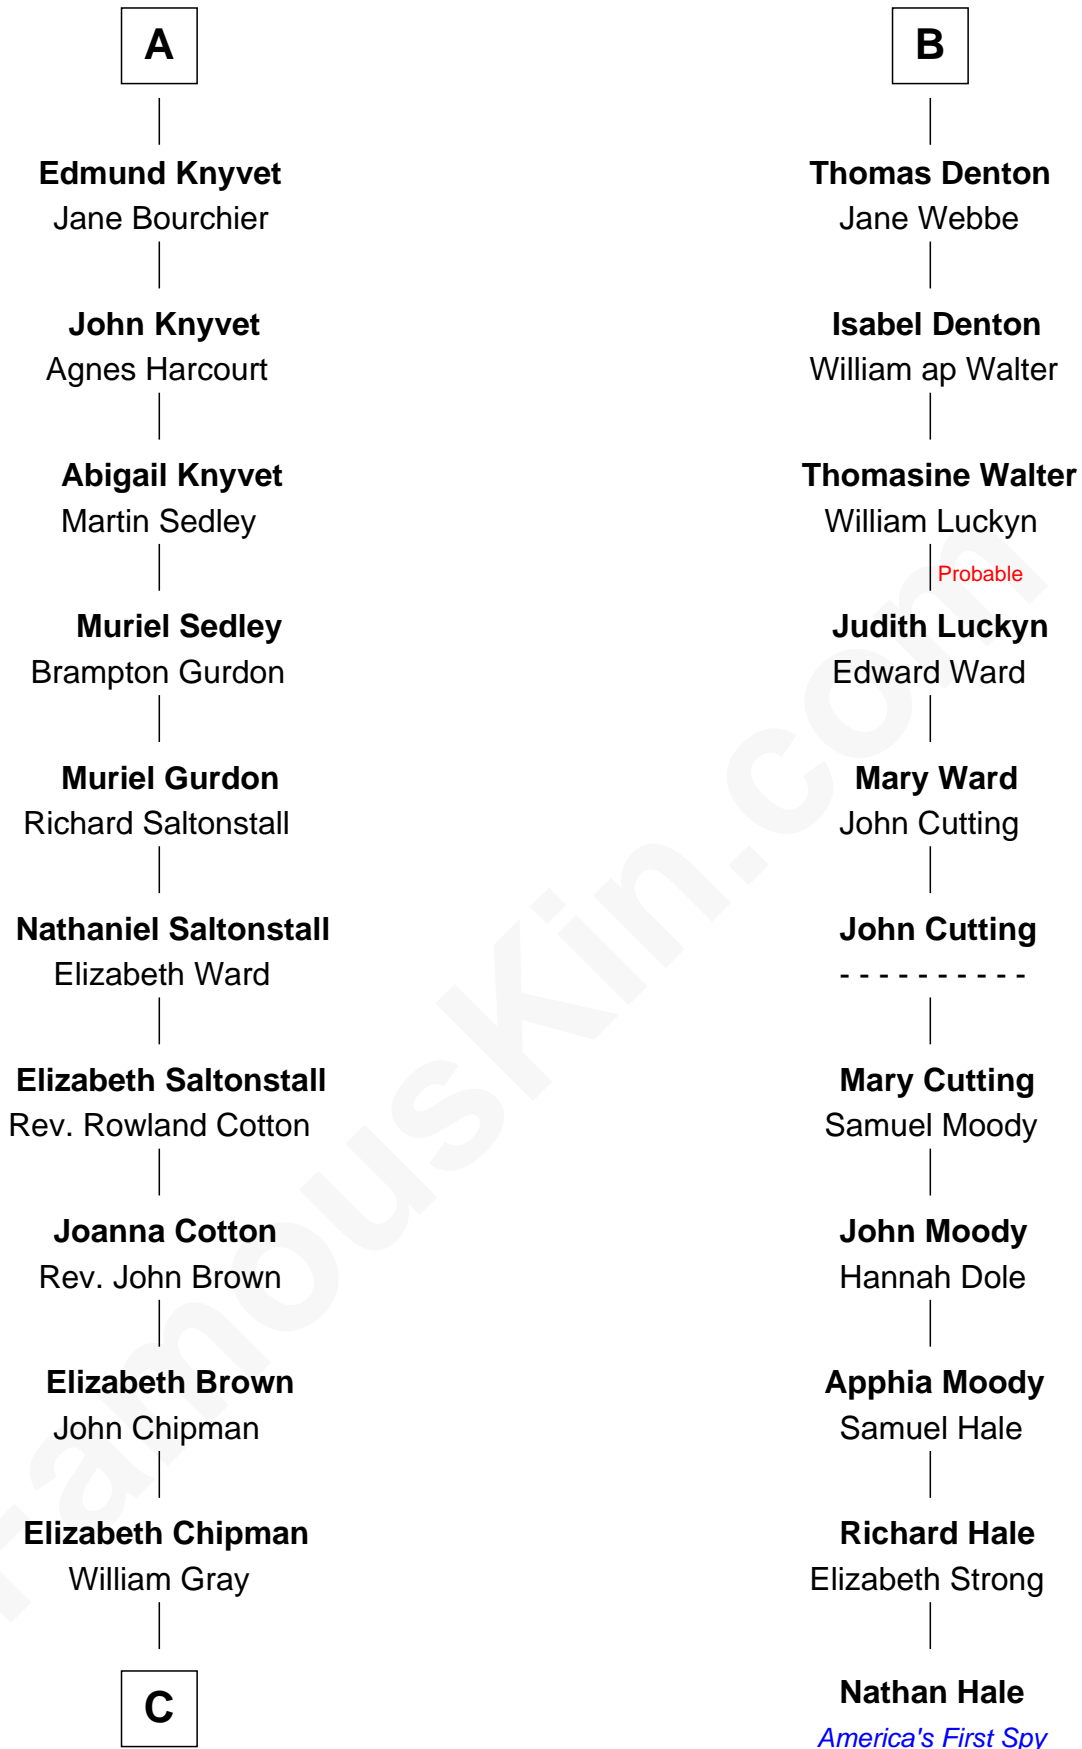 A
Edmund Knyvet
Jane Bourchier
John Knyvet
Agnes Harcourt
Abigail Knyvet
Martin Sedley
Muriel Sedley
Brampton Gurdon
Muriel Gurdon
Richard Saltonstall
Nathaniel Saltonstall
Elizabeth Ward
Elizabeth Saltonstall
Rev. Rowland Cotton
Joanna Cotton
Rev. John Brown
Elizabeth Brown
John Chipman
Elizabeth Chipman
William Gray
C
B
Thomas Denton
Jane Webbe
Isabel Denton
William ap Walter
Thomasine Walter
William Luckyn
Probable
Judith Luckyn
Edward Ward
Mary Ward
John Cutting
John Cutting
- - - - - - - - - -
Mary Cutting
Samuel Moody
John Moody
Hannah Dole
Apphia Moody
Samuel Hale
Richard Hale
Elizabeth Strong
Nathan Hale
America's First Spy
FamousKin.com